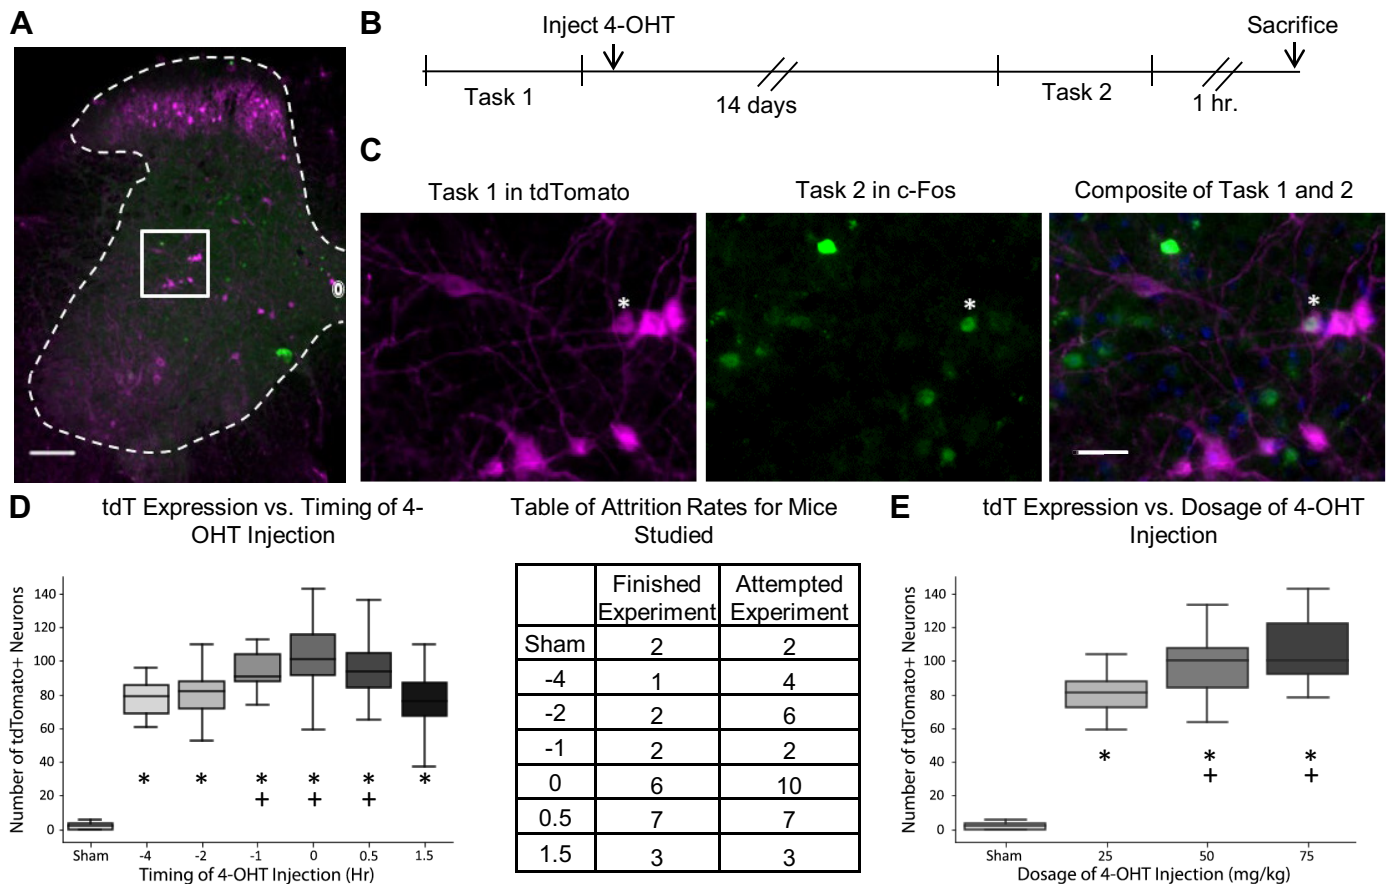 A
B
Inject 4-OHT
Sacrifice
Task 1
14 days
Task 2
1 hr.
C
Task 1 in tdTomato
Task 2 in c-Fos
Composite of Task 1 and 2
*
*
*
D
tdT Expression vs. Timing of 4-
OHT Injection
Number of tdTomato+ Neurons
140
120
100
80
60
40
20
0
* * * * * *
+ + +
Sham -4 -2 -1 0 0.5 1.5
Timing of 4-OHT Injection (Hr)
Table of Attrition Rates for Mice
Studied
Finished Attempted
Experiment Experiment
Sham 2 2
-4 1 4
-2 2 6
-1 2 2
0 6 10
0.5 7 7
1.5 3 3
E
tdT Expression vs. Dosage of 4-OHT
Injection
Number of tdTomato+ Neurons
140
120
100
80
60
40
20
0
* * *
+ +
Sham 25 50 75
Dosage of 4-OHT Injection (mg/kg)